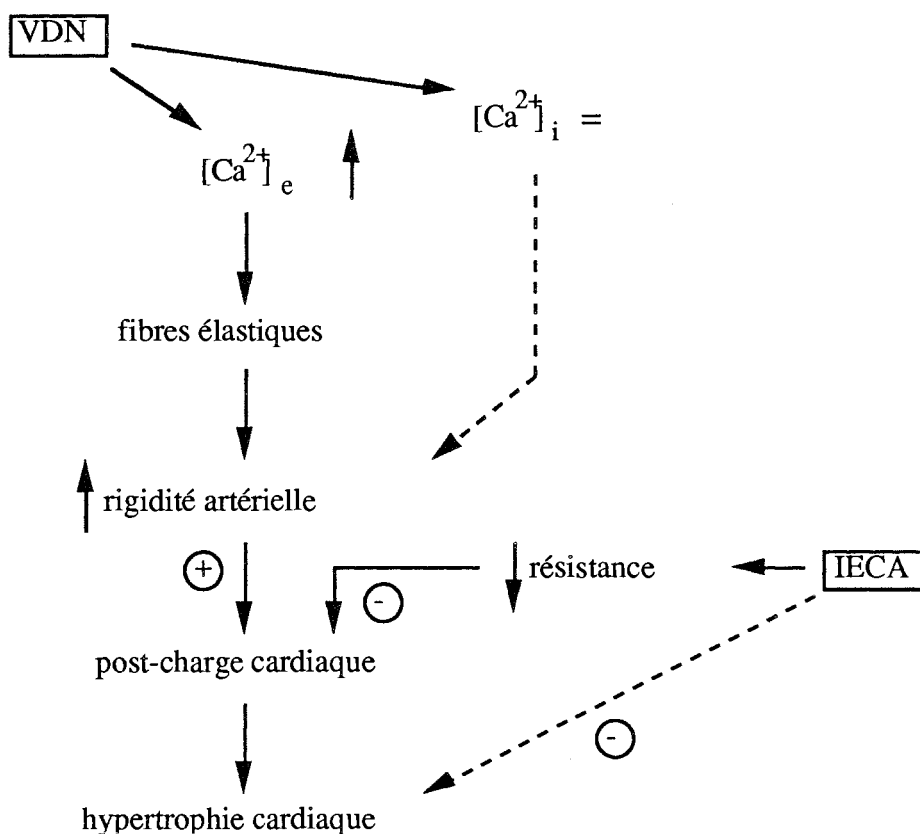 VDN
[Ca2+]i =
[Ca2+]e
fibres élastiques
rigidité artérielle
+
résistance
IECA
-
post-charge cardiaque
-
hypertrophie cardiaque